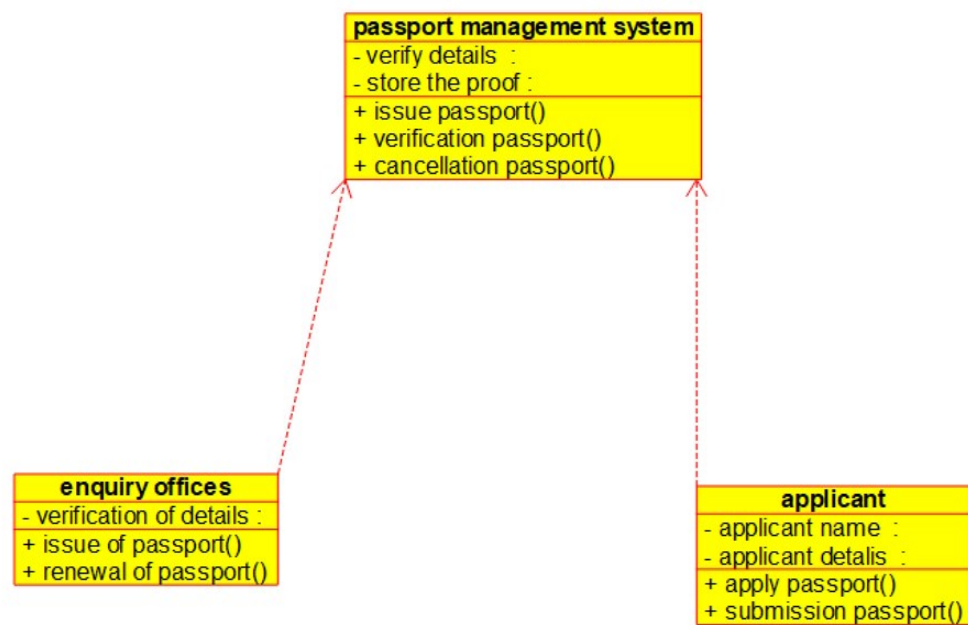 passport management system
- verify details :
- store the proof :
+ issue passport()
+ verification passport()
+ cancellation passport()
enquiry offices
- verification of details :
+ issue of passport()
+ renewal of passport()
applicant
- applicant name :
- applicant detalis :
+ apply passport()
+ submission passport()